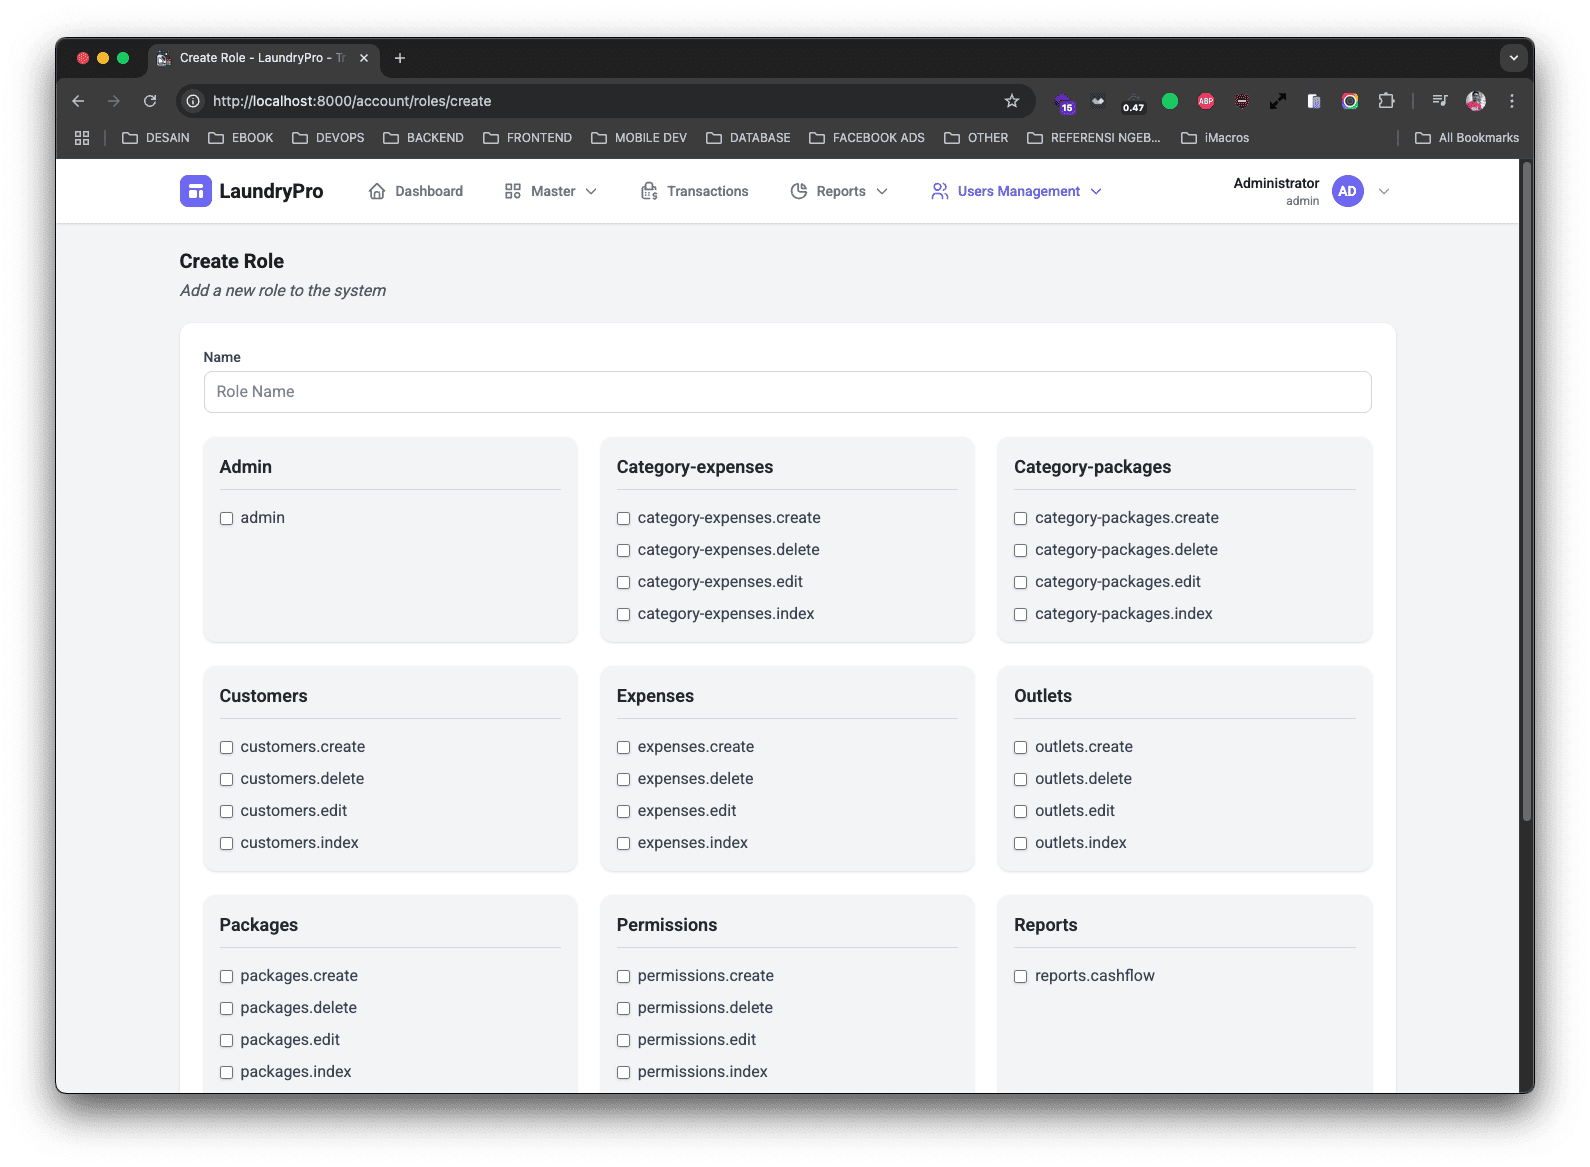 Create Role - LaundryPro - Tr
http://localhost:8000/account/roles/create
15
0.47
ABP
DESAIN EBOOK DEVOPS BACKEND FRONTEND MOBILE DEV DATABASE FACEBOOK ADS OTHER REFERENSI NGEB... iMacros All Bookmarks
LaundryPro Dashboard Master Transactions Reports Users Management
Administrator
admin
AD
Create Role
Add a new role to the system
Name
Role Name
Admin
admin
Category-expenses
category-expenses.create
category-expenses.delete
category-expenses.edit
category-expenses.index
Category-packages
category-packages.create
category-packages.delete
category-packages.edit
category-packages.index
Customers
customers.create
customers.delete
customers.edit
customers.index
Expenses
expenses.create
expenses.delete
expenses.edit
expenses.index
Outlets
outlets.create
outlets.delete
outlets.edit
outlets.index
Packages
packages.create
packages.delete
packages.edit
packages.index
Permissions
permissions.create
permissions.delete
permissions.edit
permissions.index
Reports
reports.cashflow